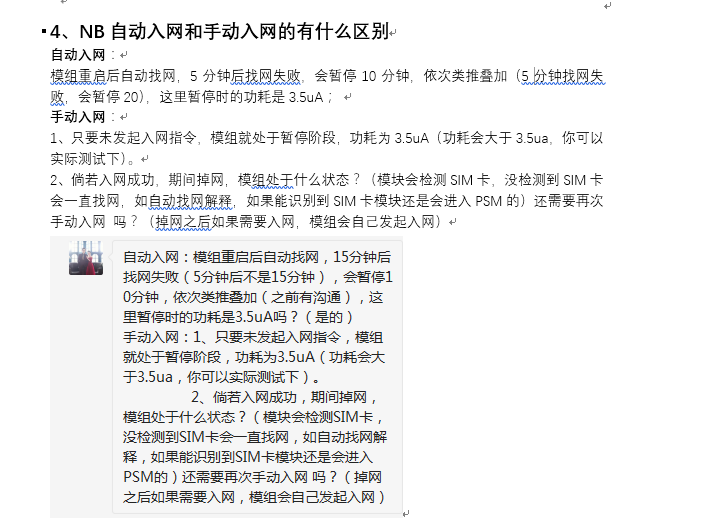 4、NB 自动入网和手动入网的有什么区别
自动入网：
模组重启后自动找网，5 分钟后找网失败，会暂停 10 分钟，依次类推叠加（5 分钟找网失
败，会暂停 20），这里暂停时的功耗是 3.5uA；
手动入网：
1、只要未发起入网指令，模组就处于暂停阶段，功耗为 3.5uA（功耗会大于 3.5ua，你可以
实际测试下）。
2、倘若入网成功，期间掉网，模组处于什么状态？（模块会检测 SIM 卡，没检测到 SIM 卡
会一直找网，如自动找网解释，如果能识别到 SIM 卡模块还是会进入 PSM 的）还需要再次
手动入网 吗？（掉网之后如果需要入网，模组会自己发起入网）
自动入网：模组重启后自动找网，15分钟后
找网失败（5分钟后不是15分钟），会暂停1
0分钟，依次类推叠加（之前有沟通），这
里暂停时的功耗是3.5uA吗？（是的）
手动入网：1、只要未发起入网指令，模组
就处于暂停阶段，功耗为3.5uA（功耗会大
于3.5ua，你可以实际测试下）。
2、倘若入网成功，期间掉网，
模组处于什么状态？（模块会检测SIM卡，
没检测到SIM卡会一直找网，如自动找网解
释，如果能识别到SIM卡模块还是会进入
PSM的）还需要再次手动入网 吗？（掉网
之后如果需要入网，模组会自己发起入网）